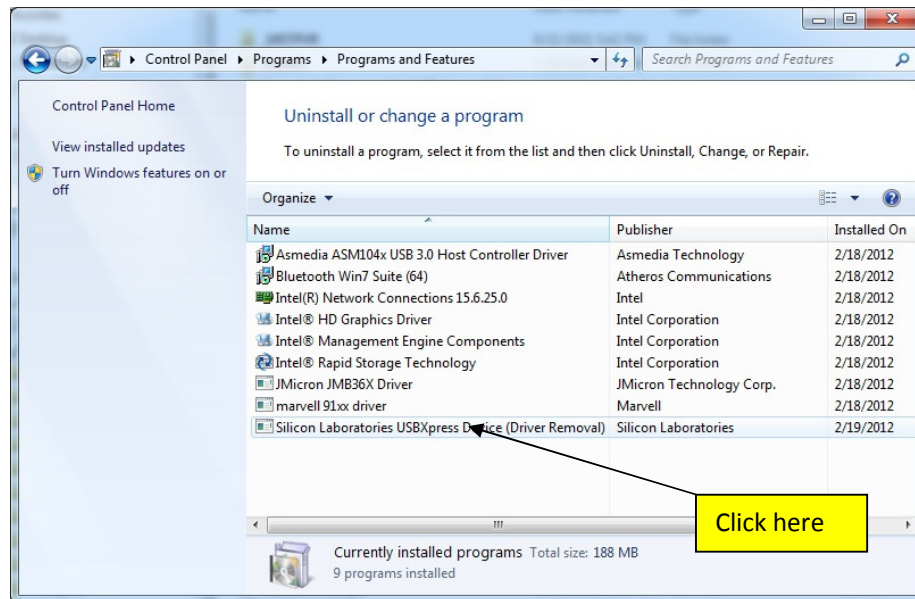 Control Panel ▸ Programs ▸ Programs and Features
Search Programs and Features
Control Panel Home
View installed updates
Turn Windows features on or
off
Uninstall or change a program
To uninstall a program, select it from the list and then click Uninstall, Change, or Repair.
Organize
Name Publisher Installed On
Asmedia ASM104x USB 3.0 Host Controller Driver Asmedia Technology 2/18/2012
Bluetooth Win7 Suite (64) Atheros Communications 2/18/2012
Intel(R) Network Connections 15.6.25.0 Intel 2/18/2012
Intel® HD Graphics Driver Intel Corporation 2/18/2012
Intel® Management Engine Components Intel Corporation 2/18/2012
Intel® Rapid Storage Technology Intel Corporation 2/18/2012
JMicron JMB36X Driver JMicron Technology Corp. 2/18/2012
marvell 91xx driver Marvell 2/18/2012
Silicon Laboratories USBXpress Device (Driver Removal) Silicon Laboratories 2/19/2012
Click here
Currently installed programs Total size: 188 MB
9 programs installed